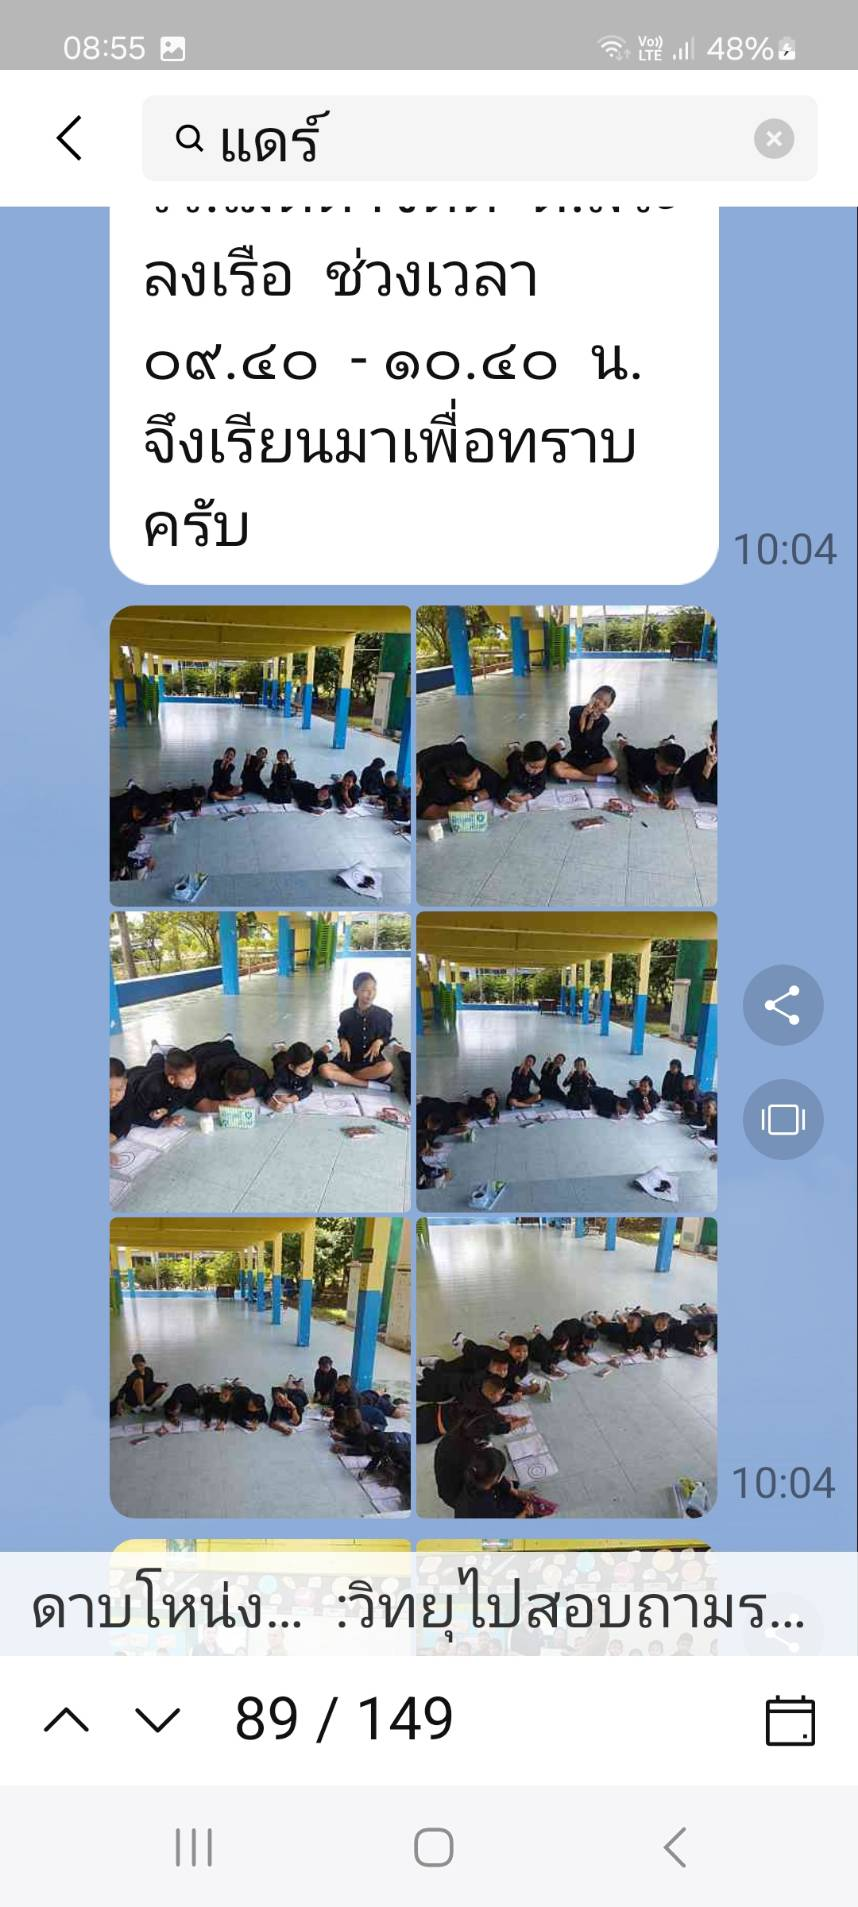 08:55
Vo)) LTE 48%
แดร์
ลงเรือ ช่วงเวลา
๐๙.๔๐ - ๑๐.๔๐ น.
จึงเรียนมาเพื่อทราบ
ครับ
10:04
10:04
ดาบโหน่ง... :วิทยุไปสอบถามร...
89 / 149